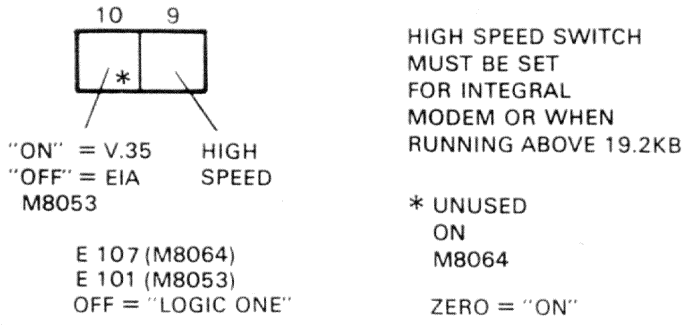 10 9
*
"ON" = V.35
"OFF" = EIA
M8053
HIGH
SPEED
E 107 (M8064)
E 101 (M8053)
OFF = "LOGIC ONE"
HIGH SPEED SWITCH
MUST BE SET
FOR INTEGRAL
MODEM OR WHEN
RUNNING ABOVE 19.2KB
* UNUSED
ON
M8064
ZERO = "ON"